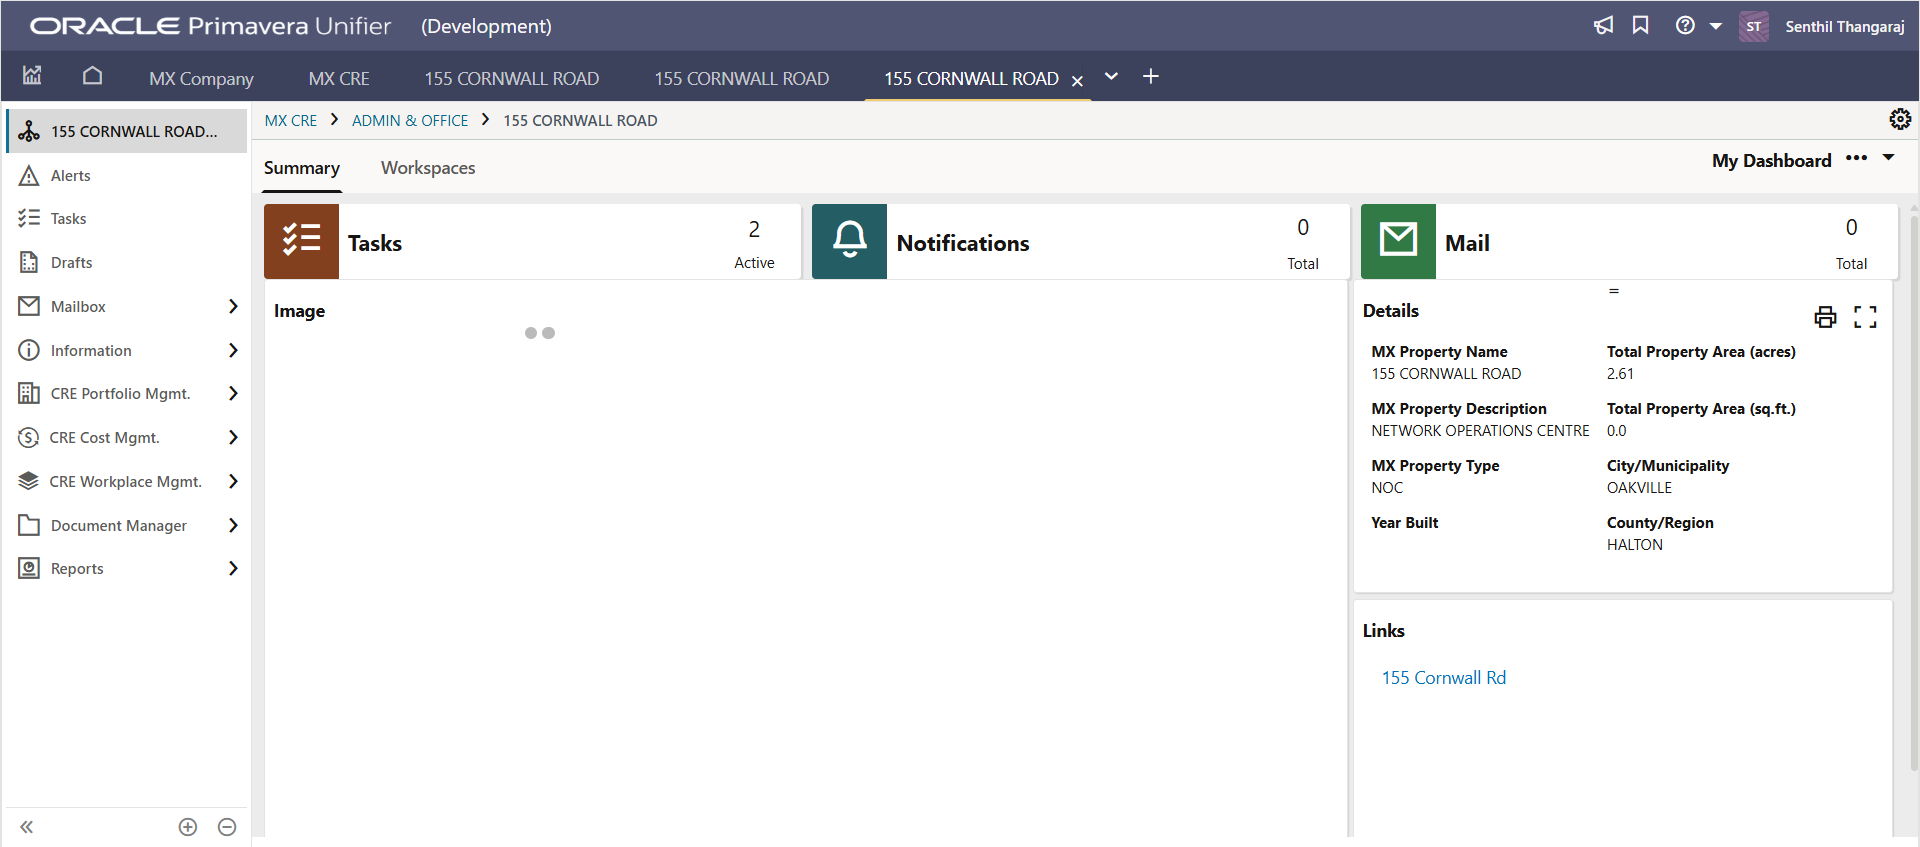 ORACLE Primavera Unifier (Development)
ST Senthil Thangaraj
MX Company MX CRE 155 CORNWALL ROAD 155 CORNWALL ROAD 155 CORNWALL ROAD
155 CORNWALL ROAD...
Alerts
Tasks
Drafts
Mailbox
Information
CRE Portfolio Mgmt.
CRE Cost Mgmt.
CRE Workplace Mgmt.
Document Manager
Reports
MX CRE > ADMIN & OFFICE > 155 CORNWALL ROAD
Summary Workspaces
My Dashboard
Tasks
2
Active
Notifications
0
Total
Mail
0
Total
Image
Details
MX Property Name
155 CORNWALL ROAD
Total Property Area (acres)
2.61
MX Property Description
NETWORK OPERATIONS CENTRE
Total Property Area (sq.ft.)
0.0
MX Property Type
NOC
City/Municipality
OAKVILLE
Year Built
County/Region
HALTON
Links
155 Cornwall Rd